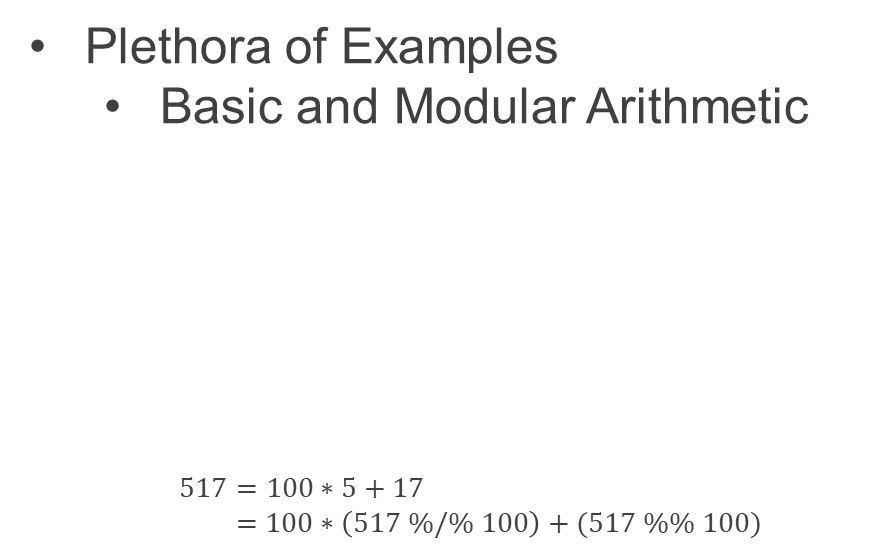 • Plethora of Examples
• Basic and Modular Arithmetic
517 = 100 ∗ 5 + 17
= 100 ∗ (517 %/% 100) + (517 %% 100)